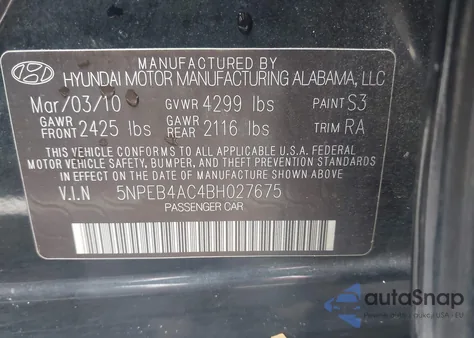 MANUFACTURED BY
HYUNDAI MOTOR MANUFACTURING ALABAMA, LLC
Mar/03/10 GVWR 4299 lbs PAINT S3
GAWR FRONT 2425 lbs GAWR REAR 2116 lbs TRIM RA
THIS VEHICLE CONFORMS TO ALL APPLICABLE U.S.A. FEDERAL
MOTOR VEHICLE SAFETY, BUMPER, AND THEFT PREVENTION STANDARDS
IN EFFECT ON THE DATE OF MANUFACTURE SHOWN ABOVE.
V.I.N 5NPEB4AC4BH027675
PASSENGER CAR
autoSnap